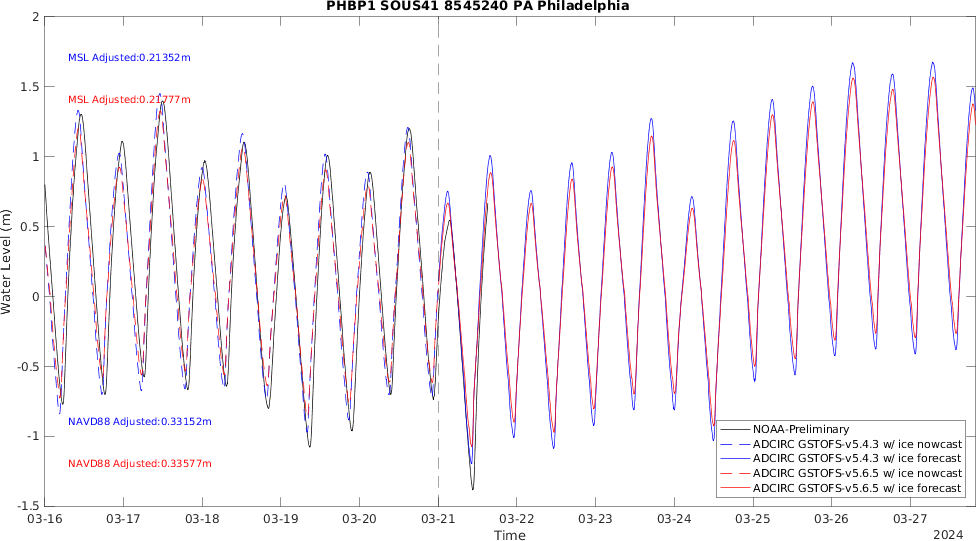 PHBP1 SOUS41 8545240 PA Philadelphia
2
1.5
1
0.5
0
-0.5
-1
-1.5
Water Level (m)
MSL Adjusted:0.21352m
MSL Adjusted:0.21777m
NAVD88 Adjusted:0.33152m
NAVD88 Adjusted:0.33577m
NOAA-Preliminary
ADCIRC GSTOFS-v5.4.3 w/ ice nowcast
ADCIRC GSTOFS-v5.4.3 w/ ice forecast
ADCIRC GSTOFS-v5.6.5 w/ ice nowcast
ADCIRC GSTOFS-v5.6.5 w/ ice forecast
03-16 03-17 03-18 03-19 03-20 03-21 03-22 03-23 03-24 03-25 03-26 03-27
Time
2024